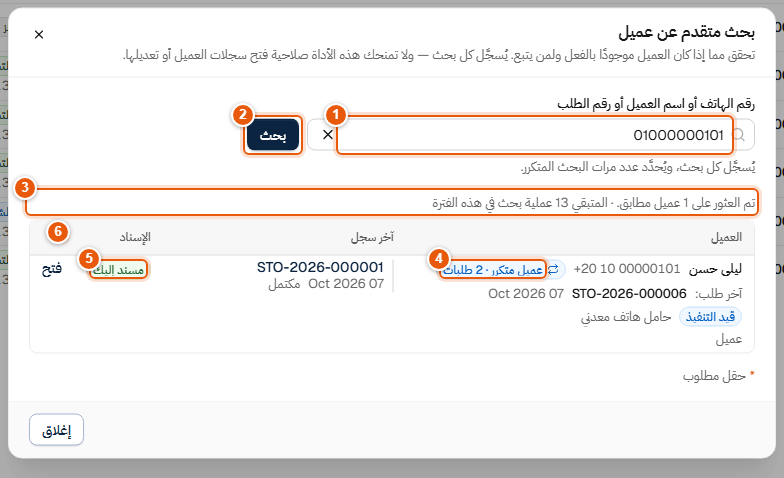 بحث متقدم عن عميل
تحقق مما إذا كان العميل موجودًا بالفعل ولمن يتبع. يُسجَّل كل بحث — ولا تمنحك هذه الأداة صلاحية فتح سجلات العميل أو تعديلها.
رقم الهاتف أو اسم العميل أو رقم الطلب
1
2
01000000101
بحث
يُسجَّل كل بحث، ويُحدَّد عدد مرات البحث المتكرر.
3
تم العثور على 1 عميل مطابق. · المتبقي 13 عملية بحث في هذه الفترة
العميل
آخر سجل
الإسناد
6
4
5
ليلى حسن +20 10 00000101 عميل متكرر · 2 طلبات
STO-2026-000001
مسند إليك
فتح
07 Oct 2026 مكتمل
آخر طلب: STO-2026-000006 07 Oct 2026
قيد التنفيذ حامل هاتف معدني
عميل
* حقل مطلوب
إغلاق